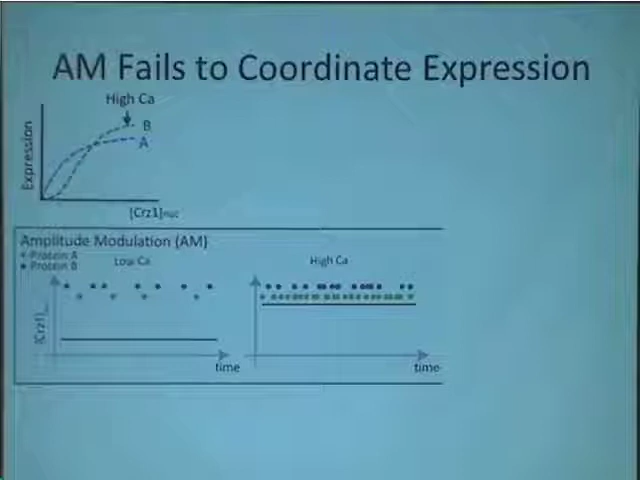 AM Fails to Coordinate Expression
High Ca
B
A
Expression
[Crz1]nuc
Amplitude Modulation (AM)
Protein A
Protein B
Low Ca
High Ca
time
time